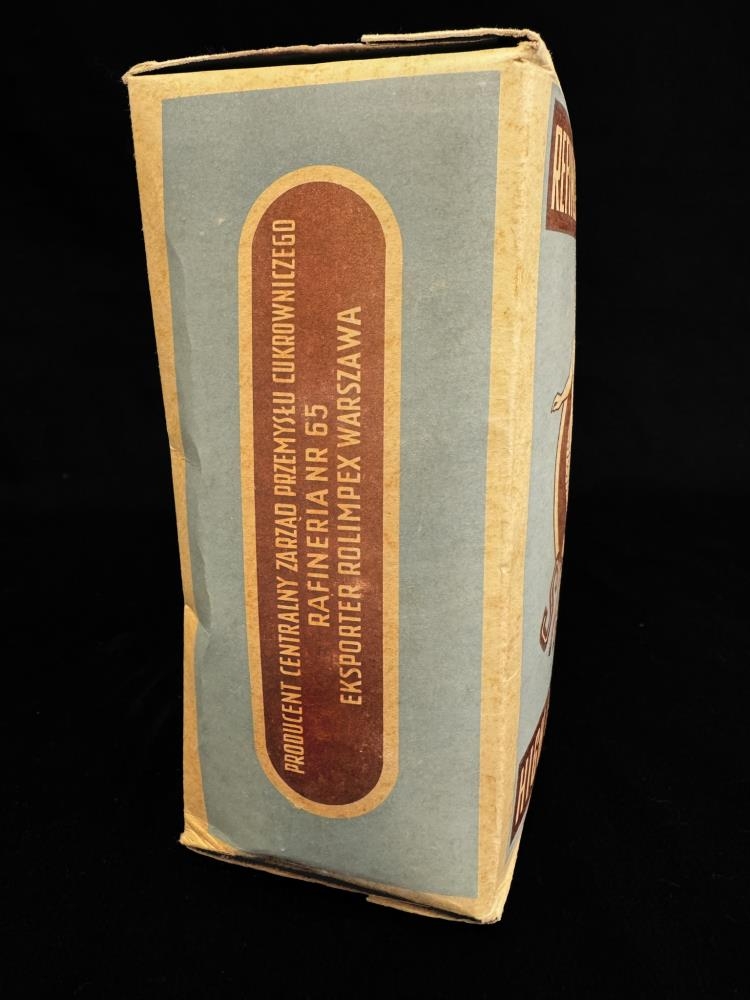 PRODUCENT CENTRALNY ZARZĄD PRZEMYSŁU CUKROWNICZEGO
RAFINERIA NR 65
EKSPORTER ROLIMPEX WARSZAWA